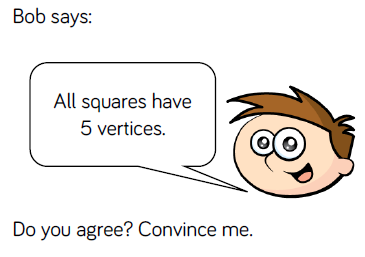 Bob says:
All squares have
5 vertices.
Do you agree? Convince me.